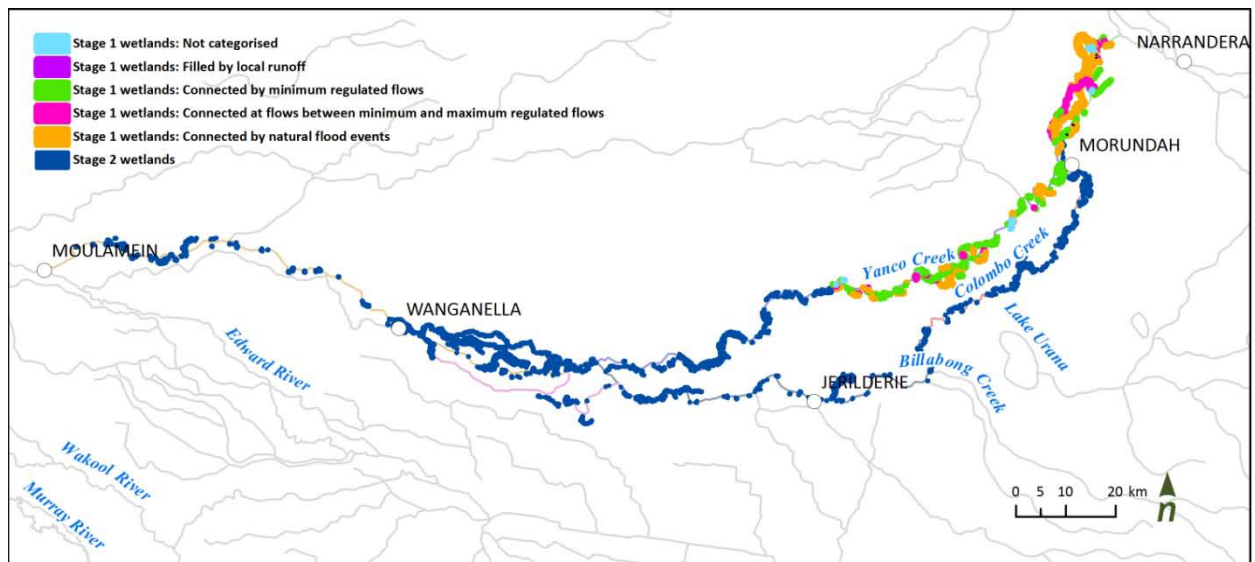 Stage 1 wetlands: Not categorised
Stage 1 wetlands: Filled by local runoff
Stage 1 wetlands: Connected by minimum regulated flows
Stage 1 wetlands: Connected at flows between minimum and maximum regulated flows
Stage 1 wetlands: Connected by natural flood events
Stage 2 wetlands
NARRANDERA
MORUNDAH
MOULAMEIN
Yanco Creek
Colombo Creek
WANGANELLA
Lake Urana
Edward River
Billabong Creek
JERILDERIE
Wakool River
Murray River
0 5 10 20 km
n